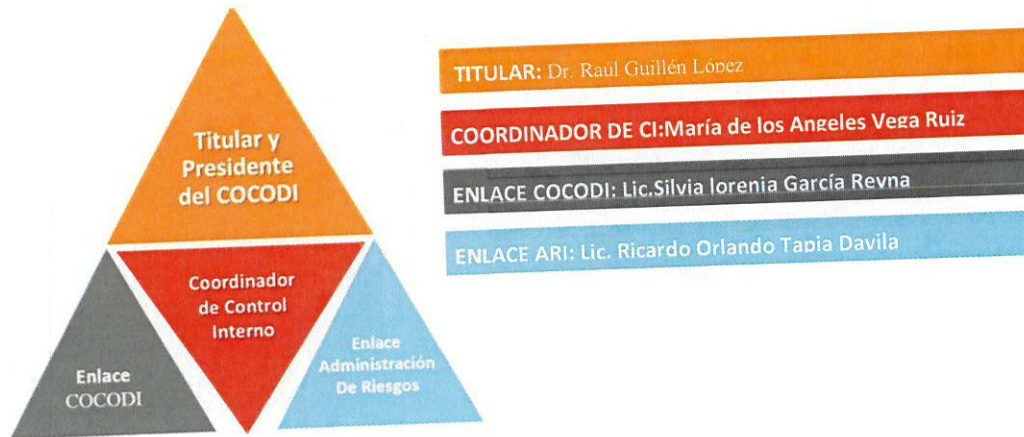 Titular y
Presidente
del COCODI
Coordinador
de Control
Interno
Enlace
COCODI
Enlace
Administración
De Riesgos
TITULAR: Dr. Raúl Guillén López
COORDINADOR DE CI:María de los Angeles Vega Ruiz
ENLACE COCODI: Lic.Silvia lorenia García Reyna
ENLACE ARI: Lic. Ricardo Orlando Tapia Davila